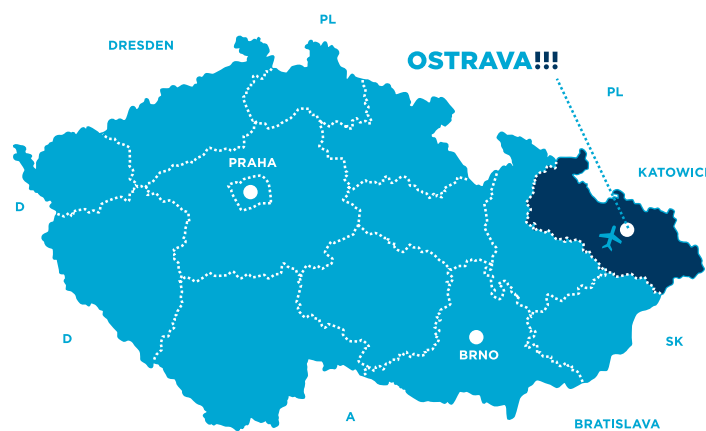 PL
DRESDEN
OSTRAVA!!!
PL
PRAHA
KATOWICE
D
D
SK
BRNO
A
BRATISLAVA